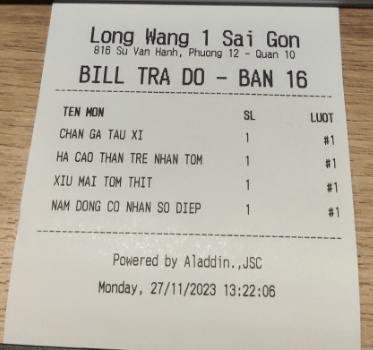 Long Wang 1 Sai Gon
816 Su Van Hanh, Phuong 12 - Quan 10
BILL TRA DO - BAN 16
TEN MON SL LUOT
CHAN GA TAU XI 1 #1
HA CAO THAN TRE NHAN TOM 1 #1
XIU MAI TOM THIT 1 #1
NAM DONG CO NHAN SO DIEP 1 #1
Powered by Aladdin.,JSC
Monday, 27/11/2023 13:22:06